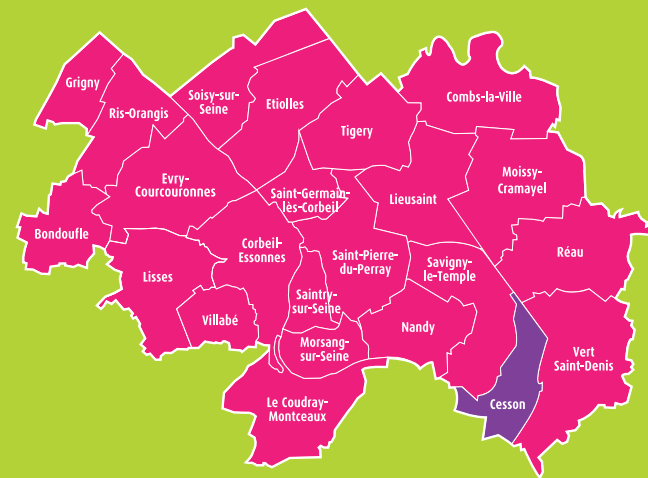 Grigny
Ris-Orangis
Soisy-sur-
Seine
Etiolles
Tigery
Combs-la-Ville
Evry-
Courcouronnes
Saint-Germain-
lès-Corbeil
Lieusaint
Moissy-
Cramayel
Bondoufle
Lisses
Corbeil-
Essonnes
Saint-Pierre-
du-Perray
Savigny-
le-Temple
Réau
Villabé
Saintry-
sur-Seine
Morsang-
sur-Seine
Nandy
Vert
Saint-Denis
Le Coudray-
Montceaux
Cesson